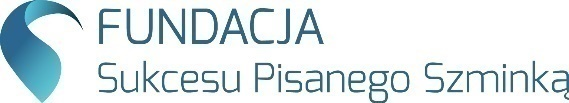 FUNDACJA
Sukcesu Pisanego Szminką